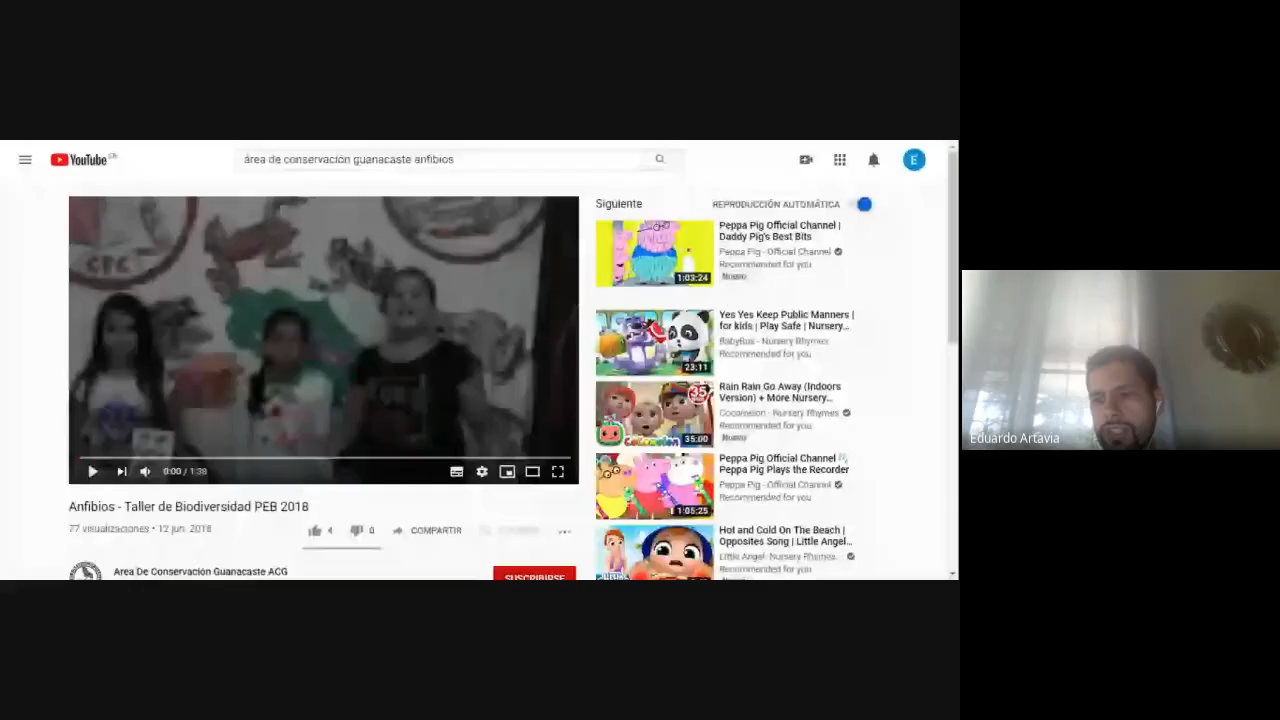 YouTube CR
área de conservación guanacaste anfibios
E
0:00 / 1:38
Anfibios - Taller de Biodiversidad PEB 2018
77 visualizaciones • 12 jun. 2018
4
0
COMPARTIR
Area De Conservación Guanacaste ACG
SUSCRIBIRSE
Siguiente
REPRODUCCIÓN AUTOMÁTICA
1:03:24
Peppa Pig Official Channel |
Daddy Pig's Best Bits
Peppa Pig - Official Channel
Recommended for you
Nuevo
23:11
Yes Yes Keep Public Manners |
for kids | Play Safe | Nursery...
BabyBus - Nursery Rhymes
Recommended for you
35
CoComelon
35:00
Rain Rain Go Away (Indoors
Version) + More Nursery...
Cocomelon - Nursery Rhymes
Recommended for you
Nuevo
1:05:25
Peppa Pig Official Channel
Peppa Pig Plays the Recorder
Peppa Pig - Official Channel
Recommended for you
Hot and Cold On The Beach |
Opposites Song | Little Angel...
Little Angel: Nursery Rhymes...
Recommended for you
Eduardo Artavia